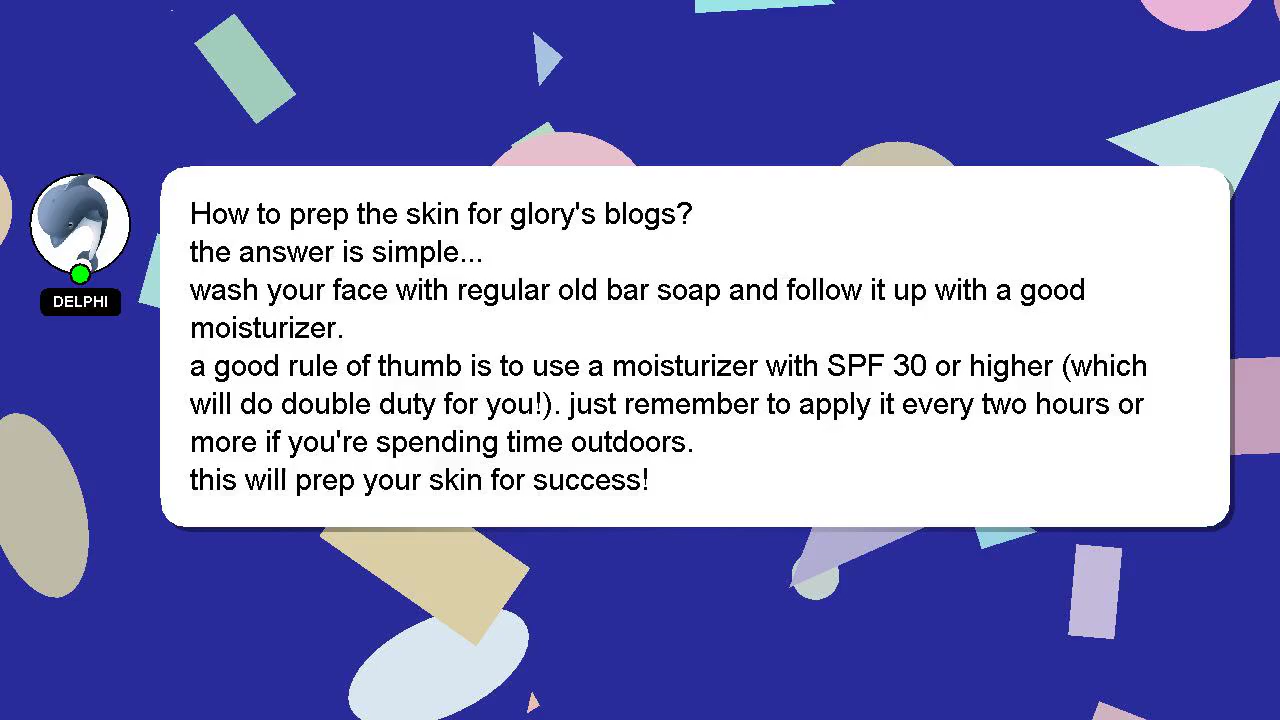 DELPHI
How to prep the skin for glory's blogs?
the answer is simple...
wash your face with regular old bar soap and follow it up with a good
moisturizer.
a good rule of thumb is to use a moisturizer with SPF 30 or higher (which
will do double duty for you!). just remember to apply it every two hours or
more if you're spending time outdoors.
this will prep your skin for success!